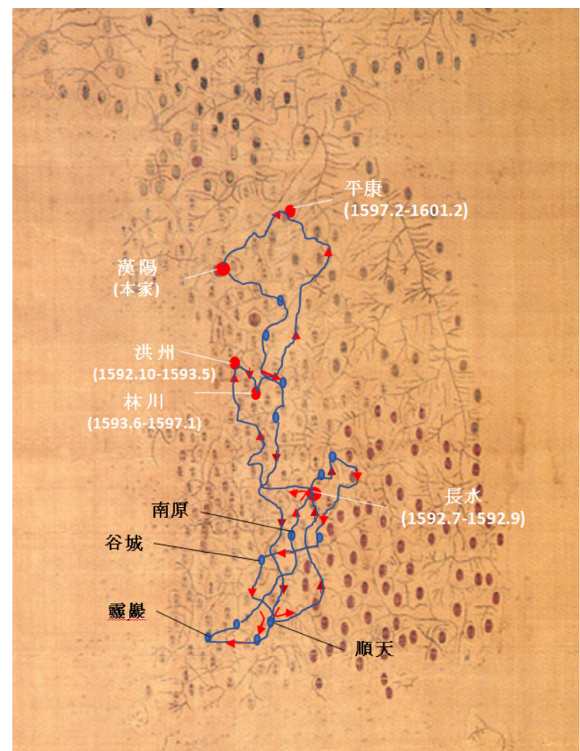 平康
(1597.2-1601.2)
漢陽
(本家)
洪州
(1592.10-1593.5)
林川
(1593.6-1597.1)
長水
(1592.7-1592.9)
南原
谷城
靈巖
順天